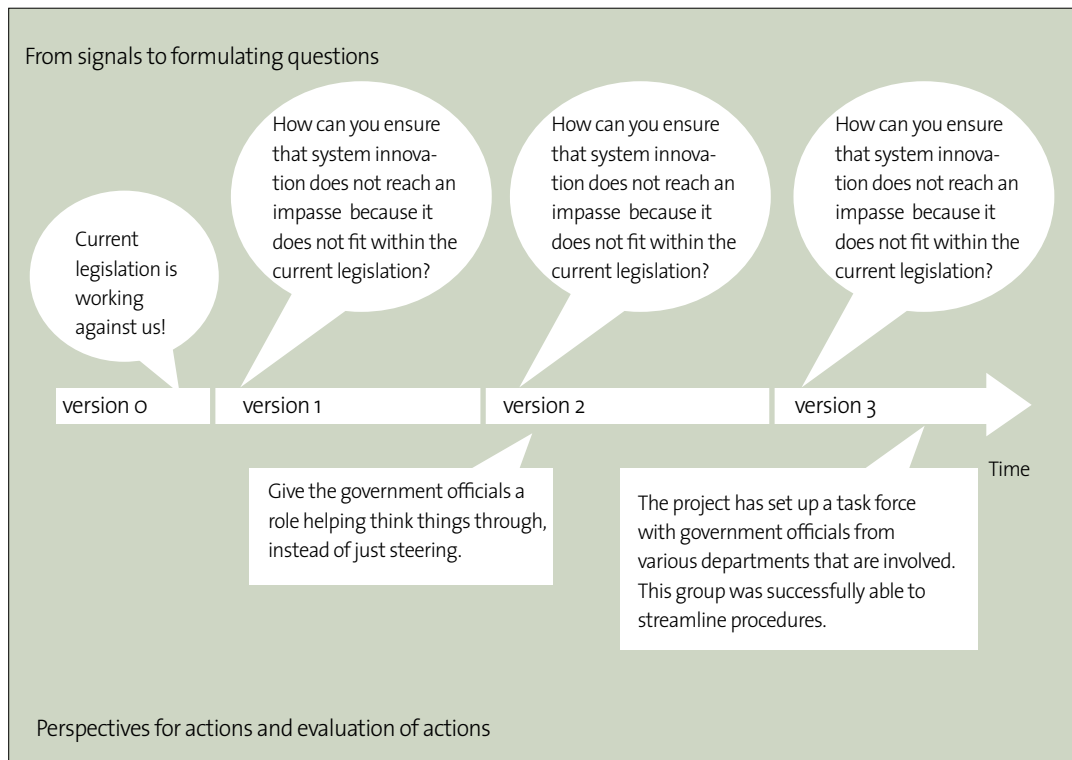 From signals to formulating questions
Current
legislation is
working
against us!
How can you ensure
that system innova-
tion does not reach an
impasse because it
does not fit within the
current legislation?
How can you ensure
that system innova-
tion does not reach an
impasse because it
does not fit within the
current legislation?
How can you ensure
that system innova-
tion does not reach an
impasse because it
does not fit within the
current legislation?
version 0
version 1
version 2
version 3
Time
Give the government officials a
role helping think things through,
instead of just steering.
The project has set up a task force
with government officials from
various departments that are involved.
This group was successfully able to
streamline procedures.
Perspectives for actions and evaluation of actions